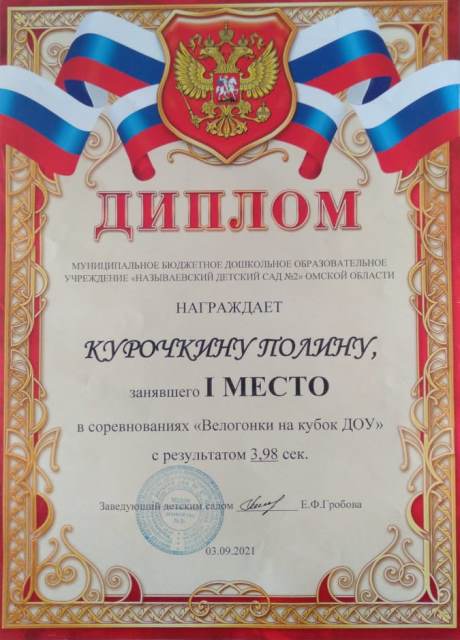 ДИПЛОМ
МУНИЦИПАЛЬНОЕ БЮДЖЕТНОЕ ДОШКОЛЬНОЕ ОБРАЗОВАТЕЛЬНОЕ
УЧРЕЖДЕНИЕ «НАЗЫВАЕВСКИЙ ДЕТСКИЙ САД №2» ОМСКОЙ ОБЛАСТИ
НАГРАЖДАЕТ
КУРОЧКИНУ ПОЛИНУ,
занявшего I МЕСТО
в соревнованиях «Велогонки на кубок ДОУ»
с результатом 3,98 сек.
Заведующий детским садом Е.Ф.Гробова
03.09.2021